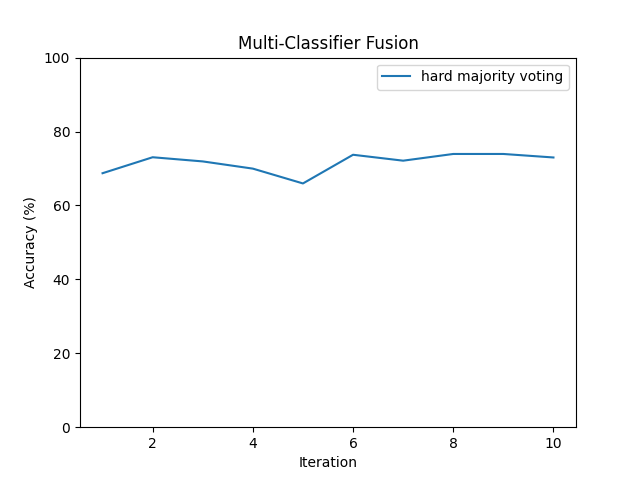 Multi-Classifier Fusion
hard majority voting
100
80
60
40
20
0
Accuracy (%)
2 4 6 8 10
Iteration